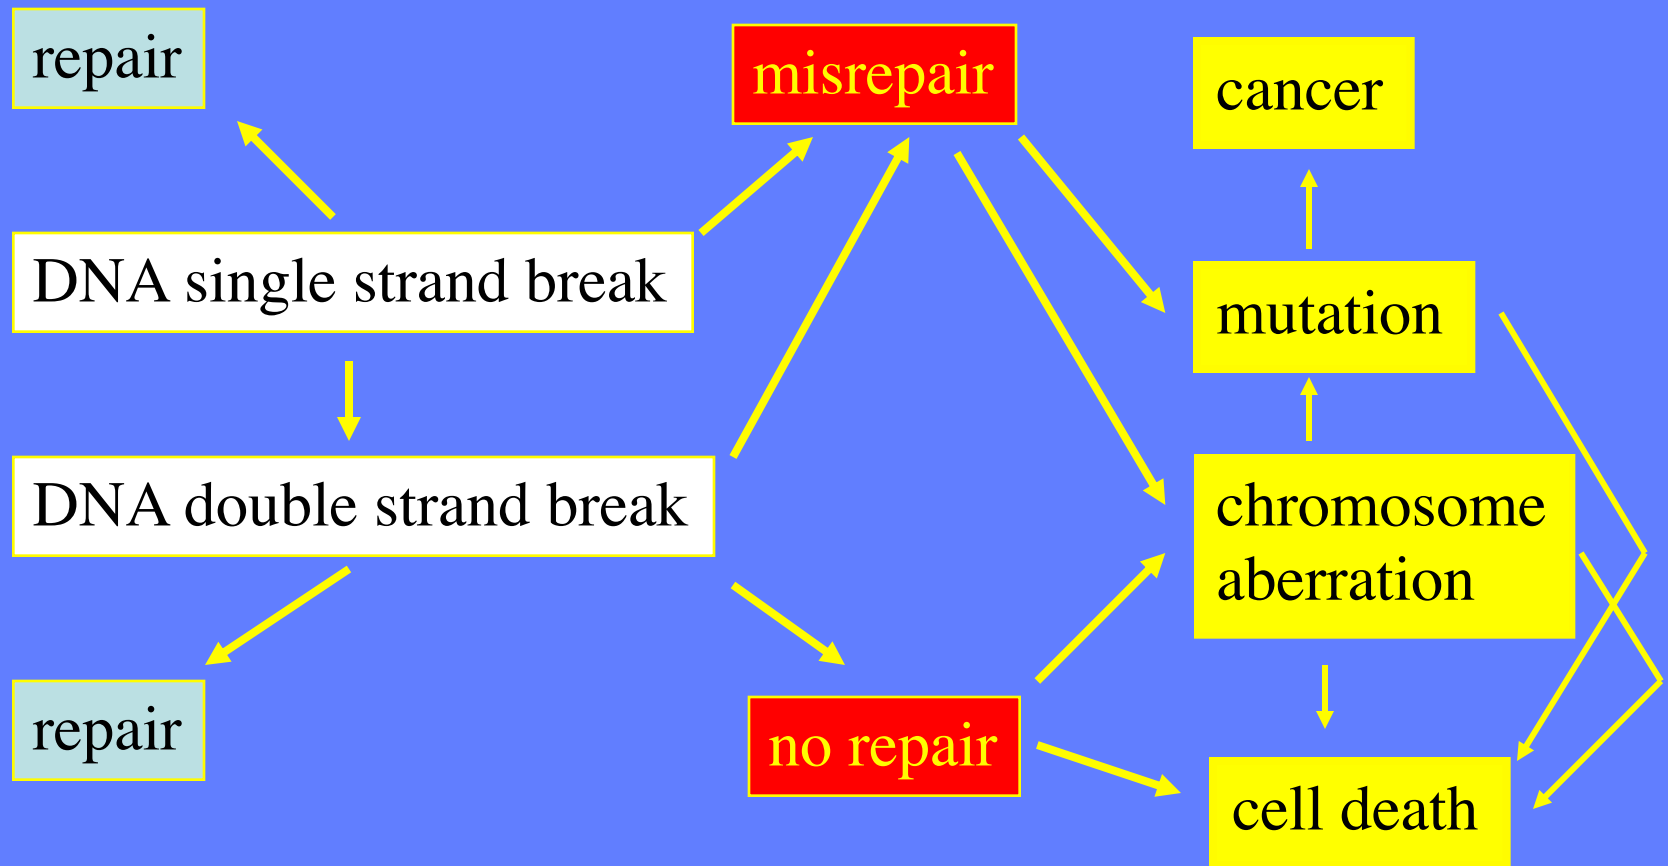 repair
misrepair
cancer
DNA single strand break
mutation
DNA double strand break
chromosome
aberration
repair
no repair
cell death